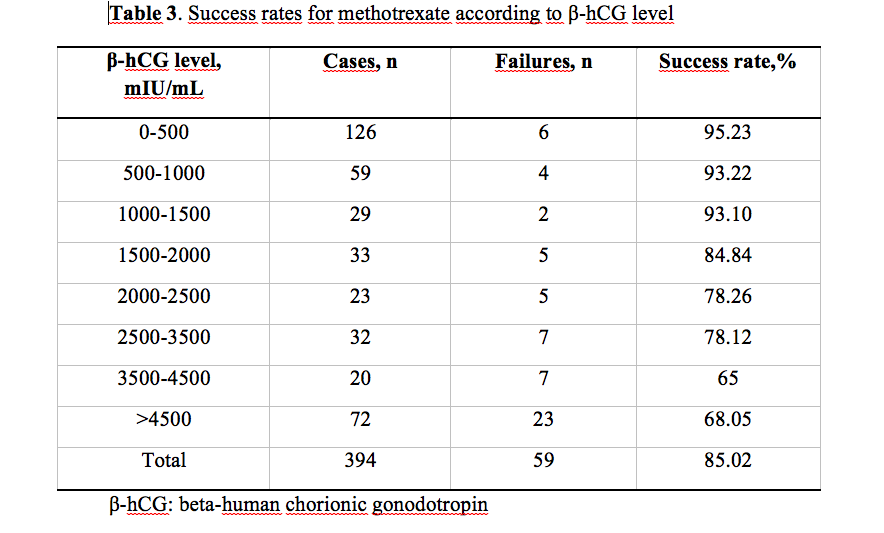 Table 3. Success rates for methotrexate according to β-hCG level
β-hCG level, mIU/mL Cases, n Failures, n Success rate,%
0-500 126 6 95.23
500-1000 59 4 93.22
1000-1500 29 2 93.10
1500-2000 33 5 84.84
2000-2500 23 5 78.26
2500-3500 32 7 78.12
3500-4500 20 7 65
>4500 72 23 68.05
Total 394 59 85.02
β-hCG: beta-human chorionic gonodotropin